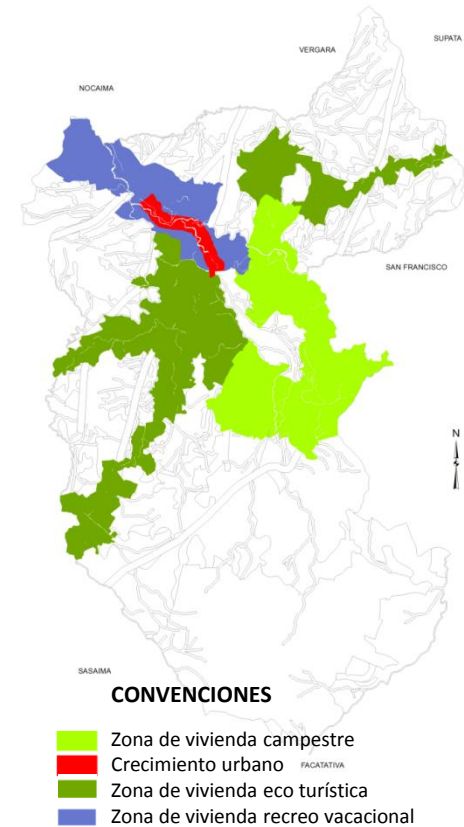 SUPATA
VERGARA
NOCAIMA
SAN FRANCISCO
N
SASAIMA
CONVENCIONES
Zona de vivienda campestre
Crecimiento urbano
FACATATIVA
Zona de vivienda eco turística
Zona de vivienda recreo vacacional